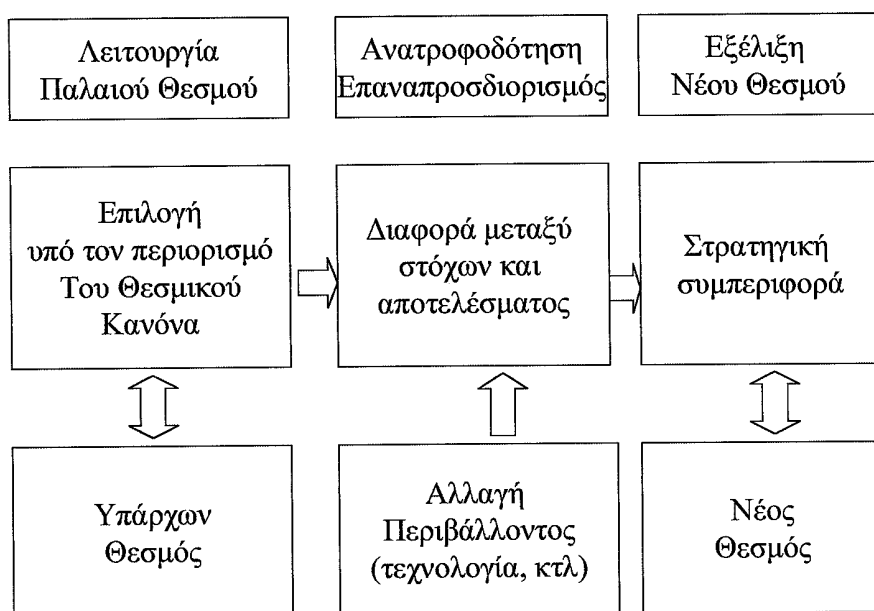 Λειτουργία
Παλαιού Θεσμού
Ανατροφοδότηση
Επαναπροσδιορισμός
Εξέλιξη
Νέου Θεσμού
Επιλογή
υπό τον περιορισμό
Του Θεσμικού
Κανόνα
Διαφορά μεταξύ
στόχων και
αποτελέσματος
Στρατηγική
συμπεριφορά
Υπάρχων
Θεσμός
Αλλαγή
Περιβάλλοντος
(τεχνολογία, κτλ)
Νέος
Θεσμός